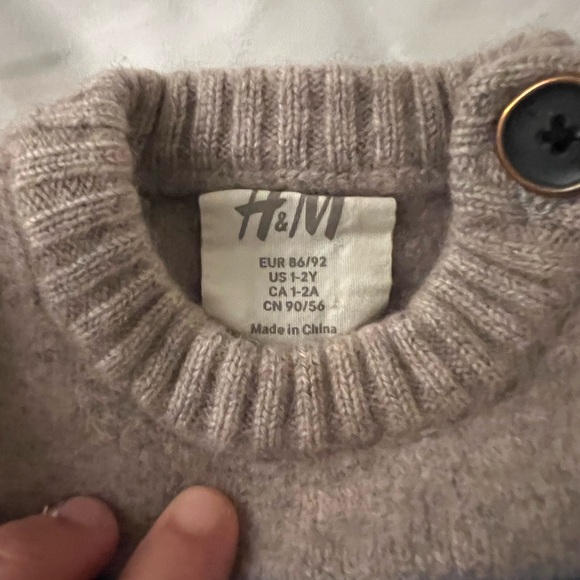 H&M
EUR 86/92
US 1-2Y
CA 1-2A
CN 90/56
Made in China